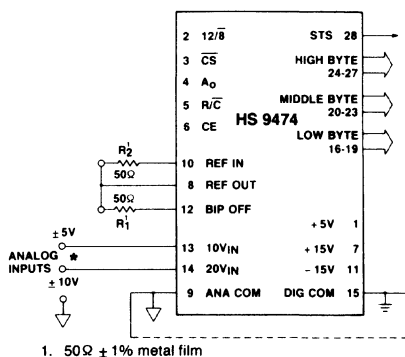 2 12/8̅
STS 28
3 C̅S̅
HIGH BYTE
24-27
4 Ao
MIDDLE BYTE
20-23
5 R/C̅
HS 9474
6 CE
LOW BYTE
16-19
R'2
50Ω
10 REF IN
8 REF OUT
50Ω
12 BIP OFF
R'1
+5V 1
± 5V
13 10VIN
+ 15V 7
ANALOG * INPUTS
14 20VIN
− 15V 11
± 10V
9 ANA COM
DIG COM 15
1. 50Ω ± 1% metal film